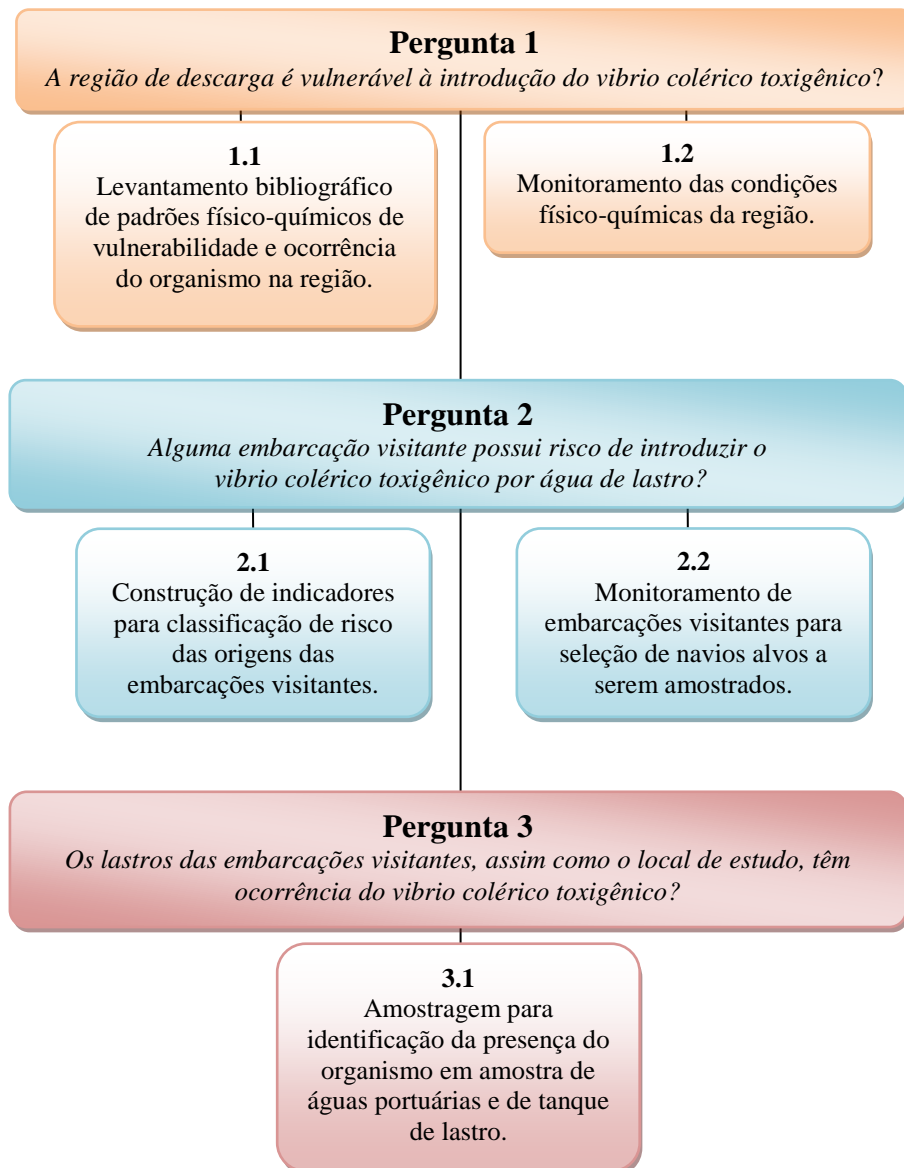 Pergunta 1
A região de descarga é vulnerável à introdução do vibrio colérico toxigênico?
1.1
Levantamento bibliográfico
de padrões físico-químicos de
vulnerabilidade e ocorrência
do organismo na região.
1.2
Monitoramento das condições
físico-químicas da região.
Pergunta 2
Alguma embarcação visitante possui risco de introduzir o
vibrio colérico toxigênico por água de lastro?
2.1
Construção de indicadores
para classificação de risco
das origens das
embarcações visitantes.
2.2
Monitoramento de
embarcações visitantes para
seleção de navios alvos a
serem amostrados.
Pergunta 3
Os lastros das embarcações visitantes, assim como o local de estudo, têm
ocorrência do vibrio colérico toxigênico?
3.1
Amostragem para
identificação da presença do
organismo em amostra de
águas portuárias e de tanque
de lastro.